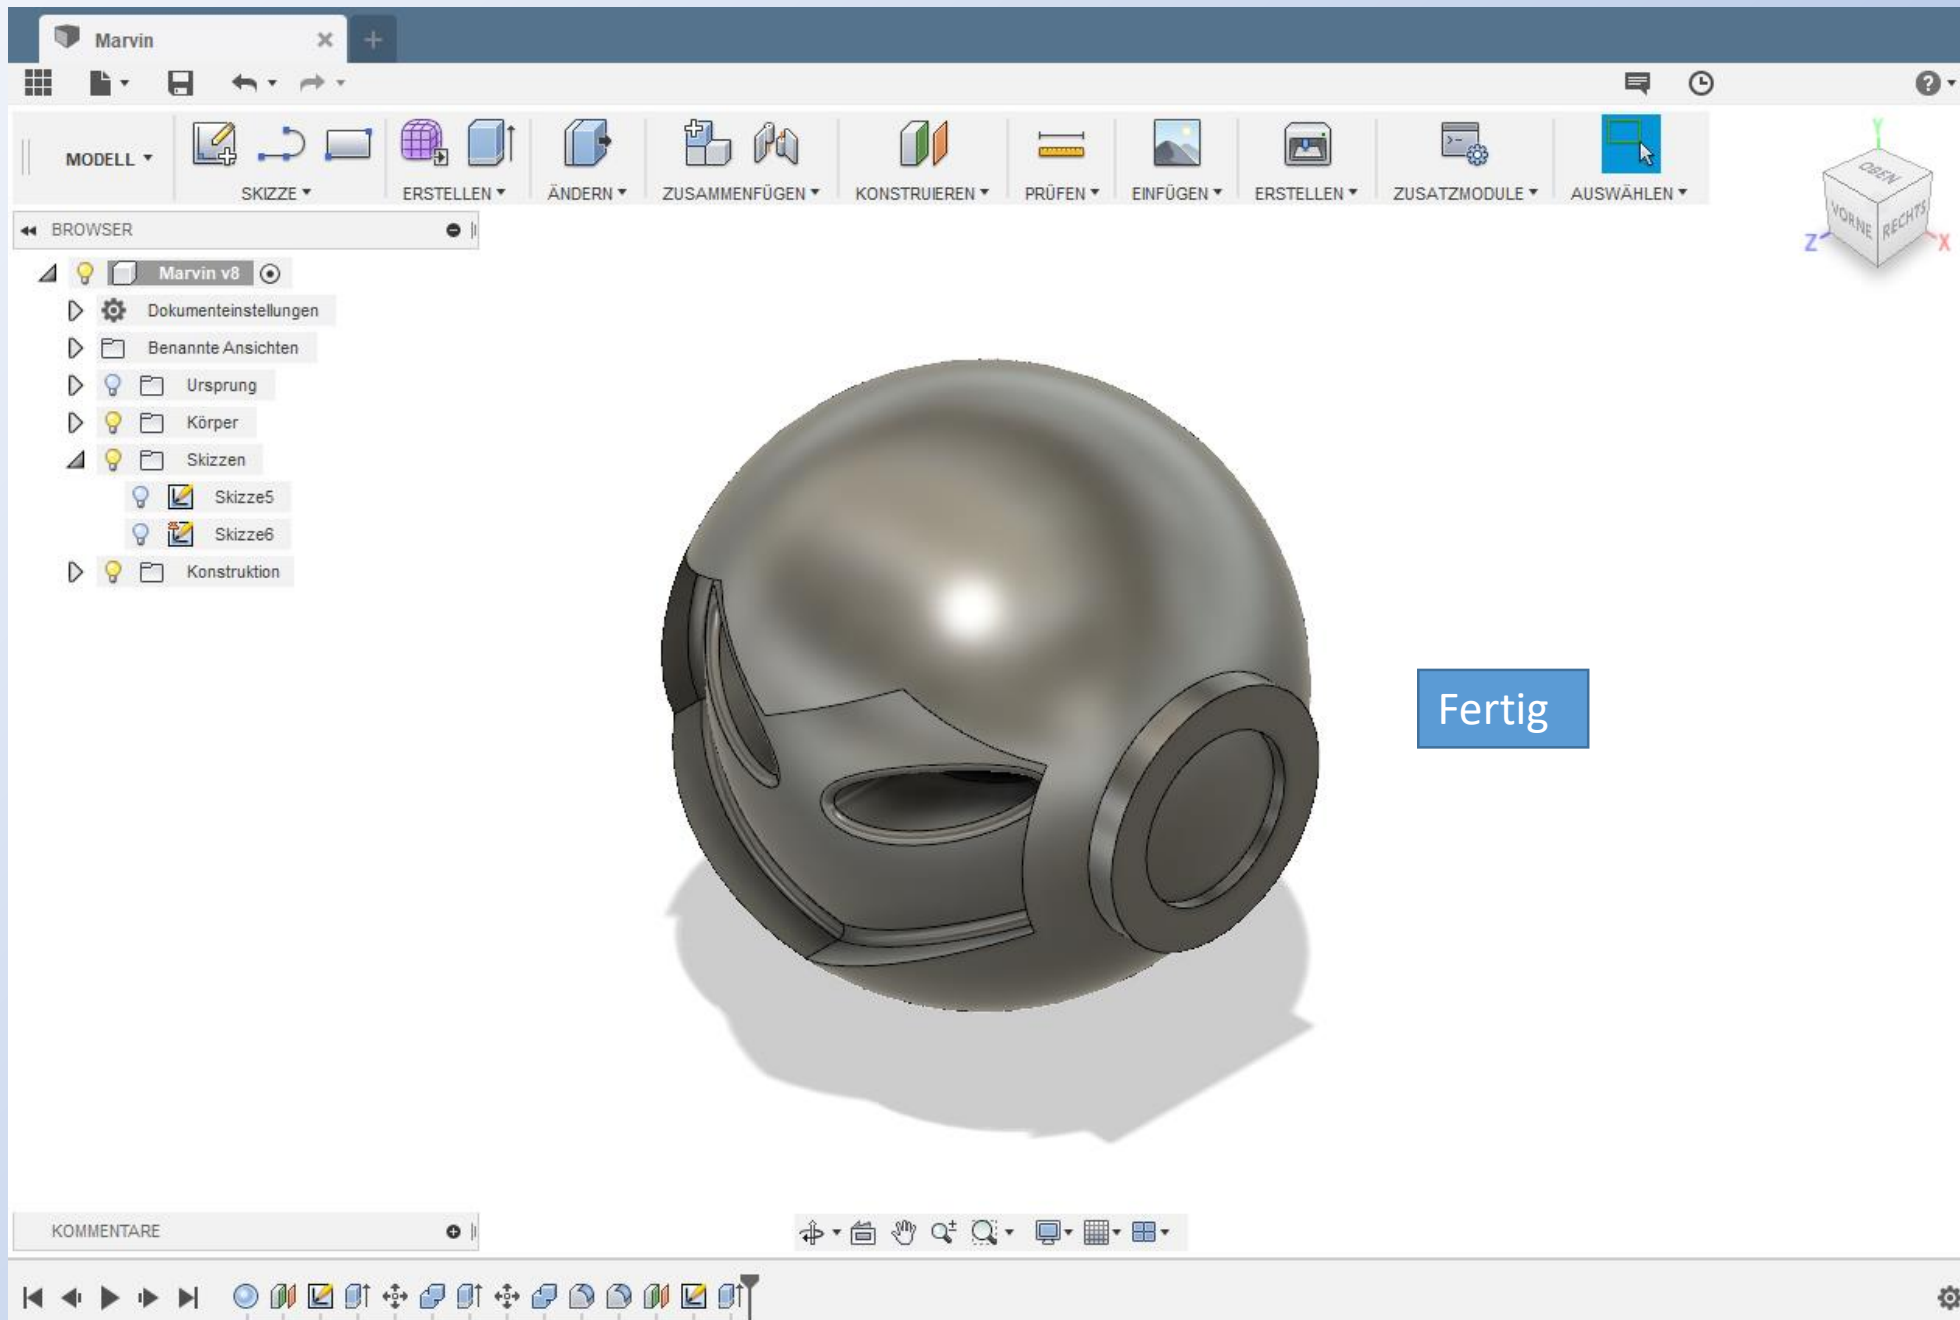 Marvin
MODELL
SKIZZE
ERSTELLEN
ÄNDERN
ZUSAMMENFÜGEN
KONSTRUIEREN
PRÜFEN
EINFÜGEN
ERSTELLEN
ZUSATZMODULE
AUSWÄHLEN
Y
OBEN
VORNE
RECHTS
Z
X
BROWSER
Marvin v8
Dokumenteinstellungen
Benannte Ansichten
Ursprung
Körper
Skizzen
Skizze5
Skizze6
Konstruktion
Fertig
KOMMENTARE